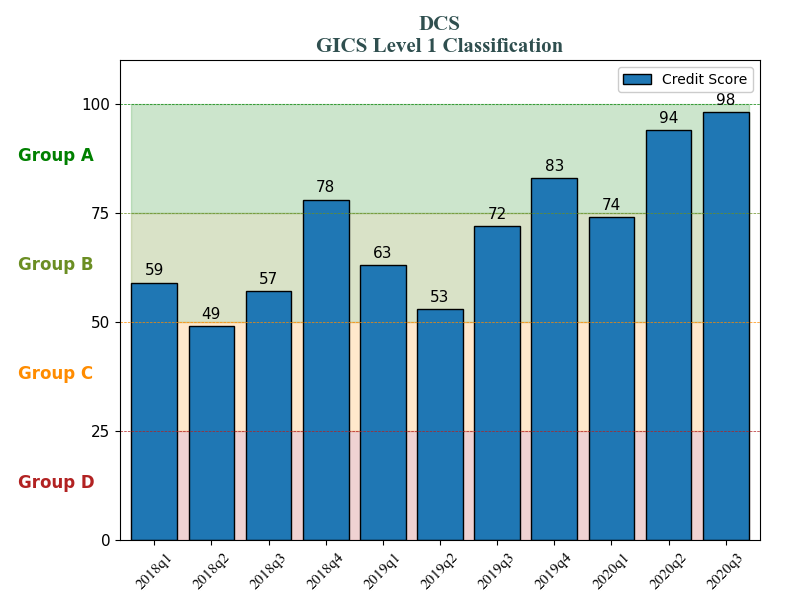 DCS
GICS Level 1 Classification
Credit Score
100
75
50
25
0
Group A
Group B
Group C
Group D
59
49
57
78
63
53
72
83
74
94
98
2018q1
2018q2
2018q3
2018q4
2019q1
2019q2
2019q3
2019q4
2020q1
2020q2
2020q3